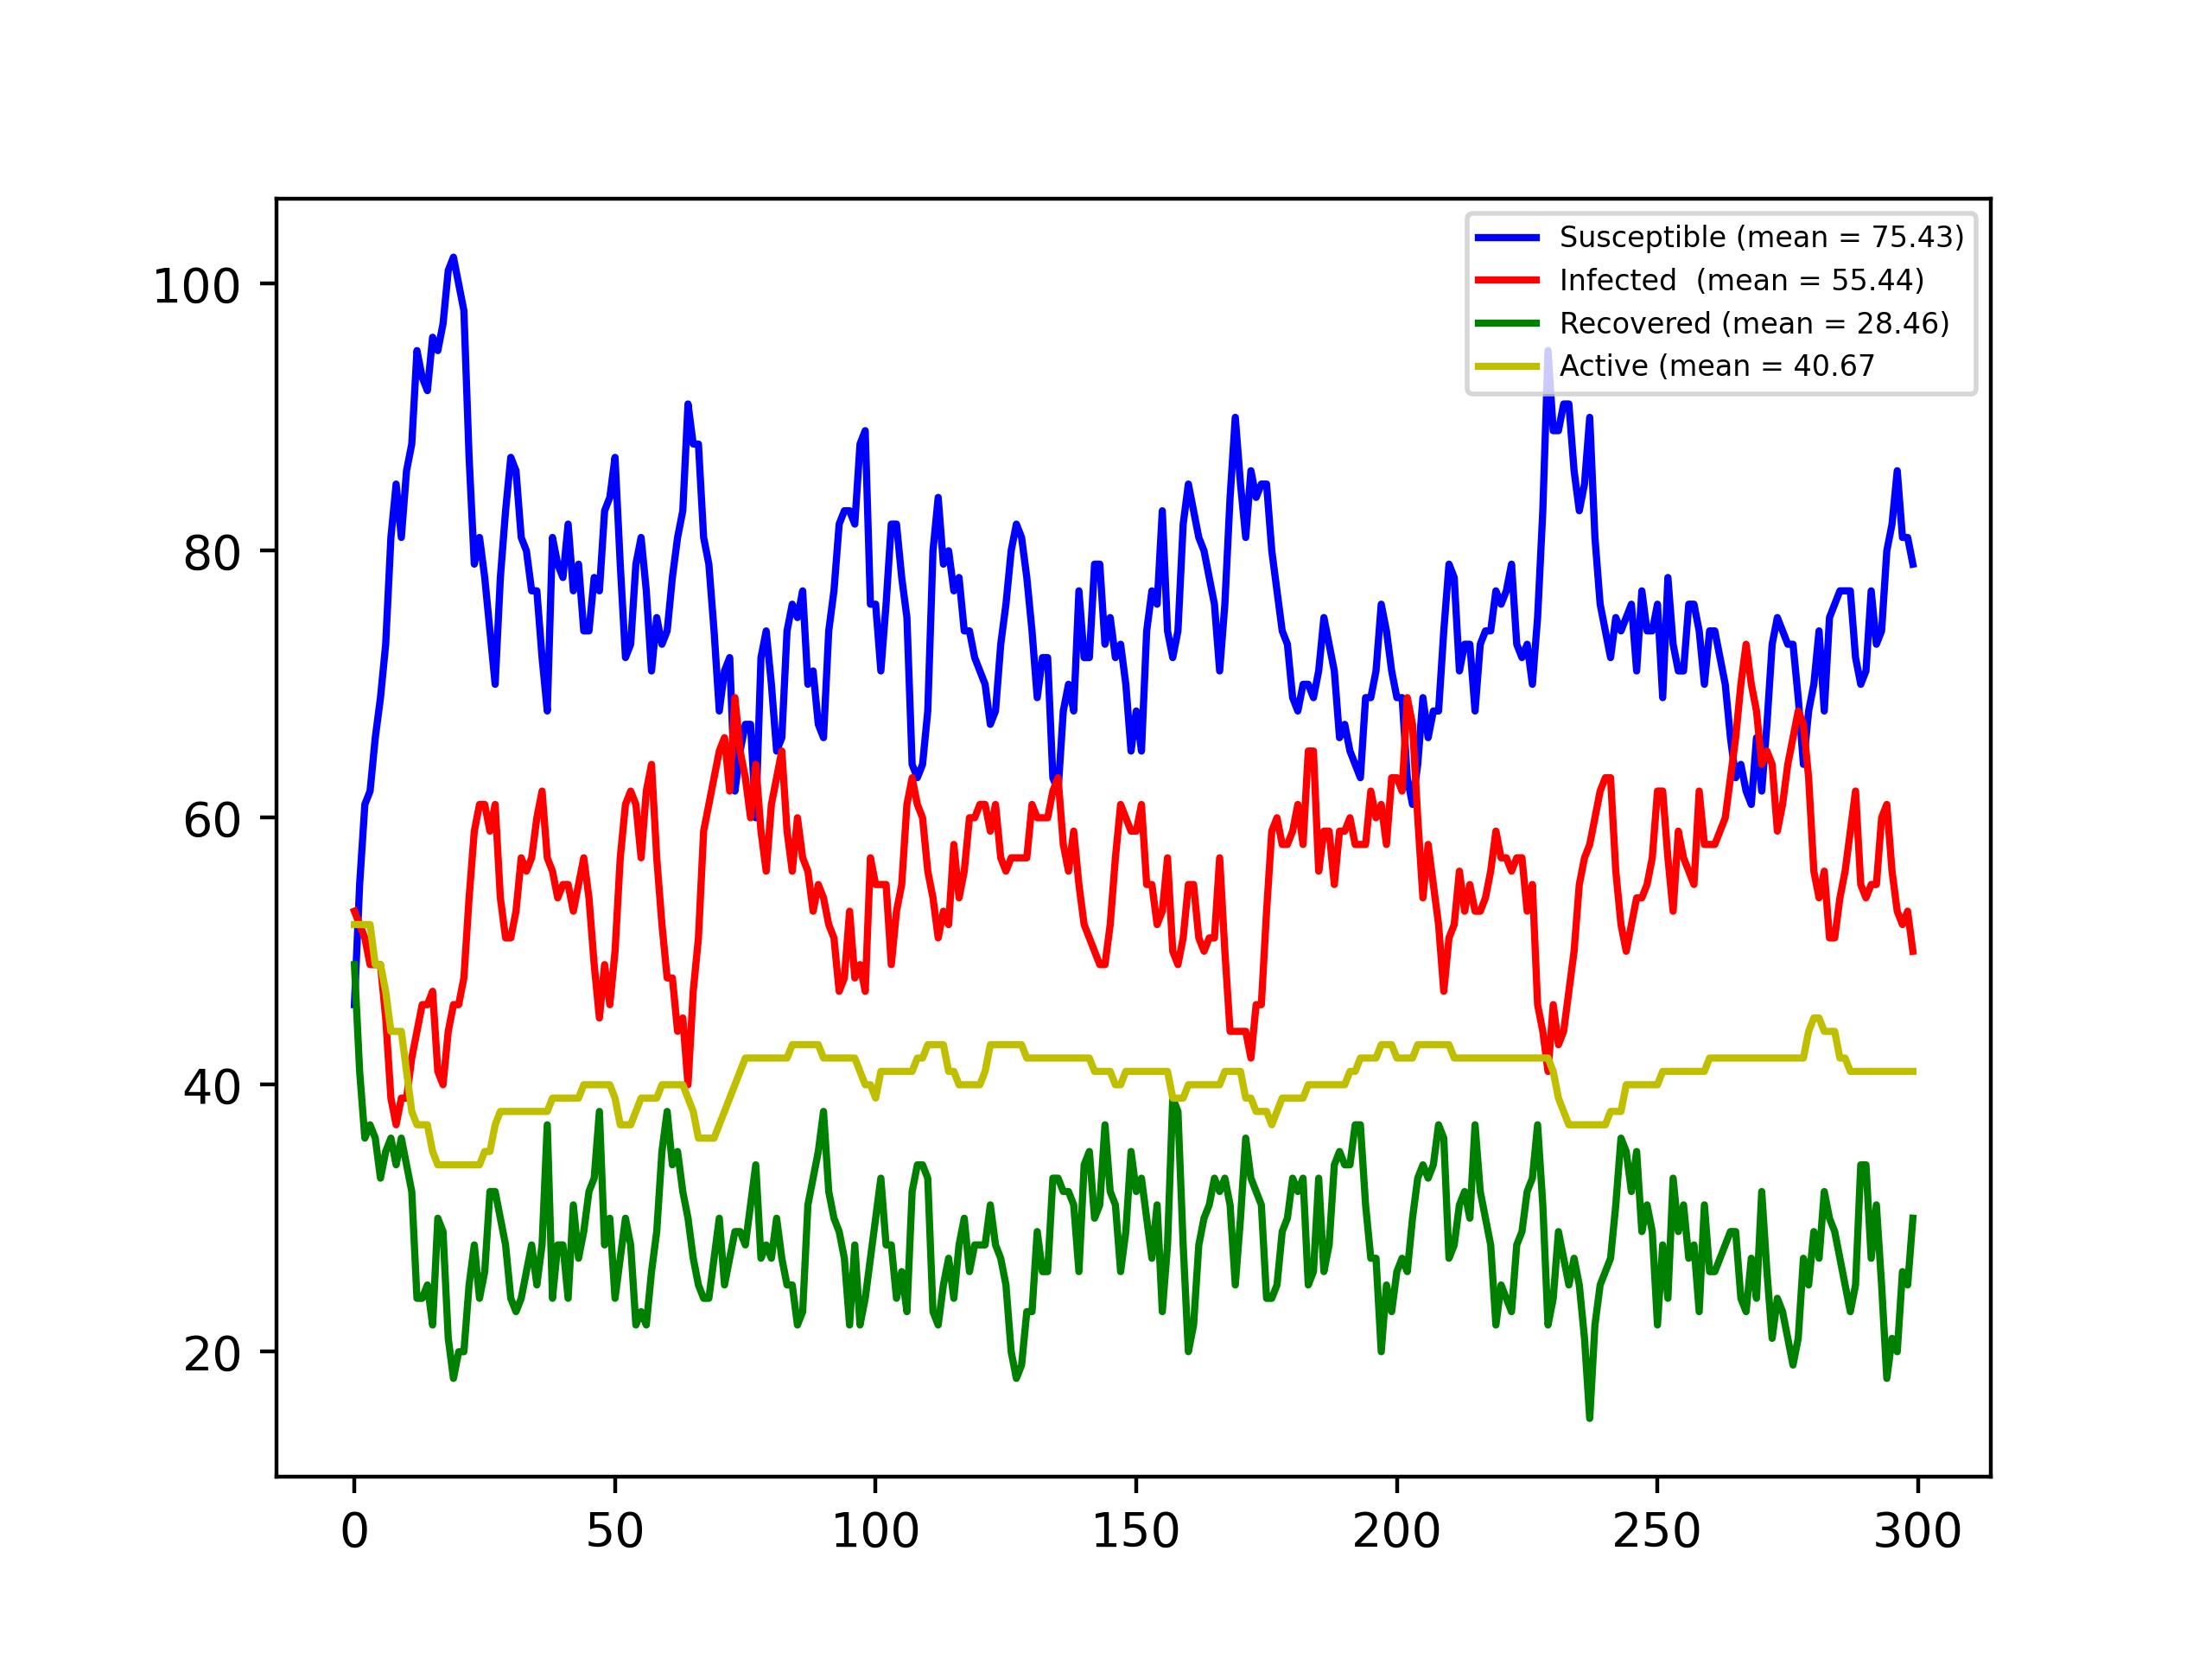 100
80
60
40
20
0 50 100 150 200 250 300
Susceptible (mean = 75.43)
Infected  (mean = 55.44)
Recovered (mean = 28.46)
Active (mean = 40.67